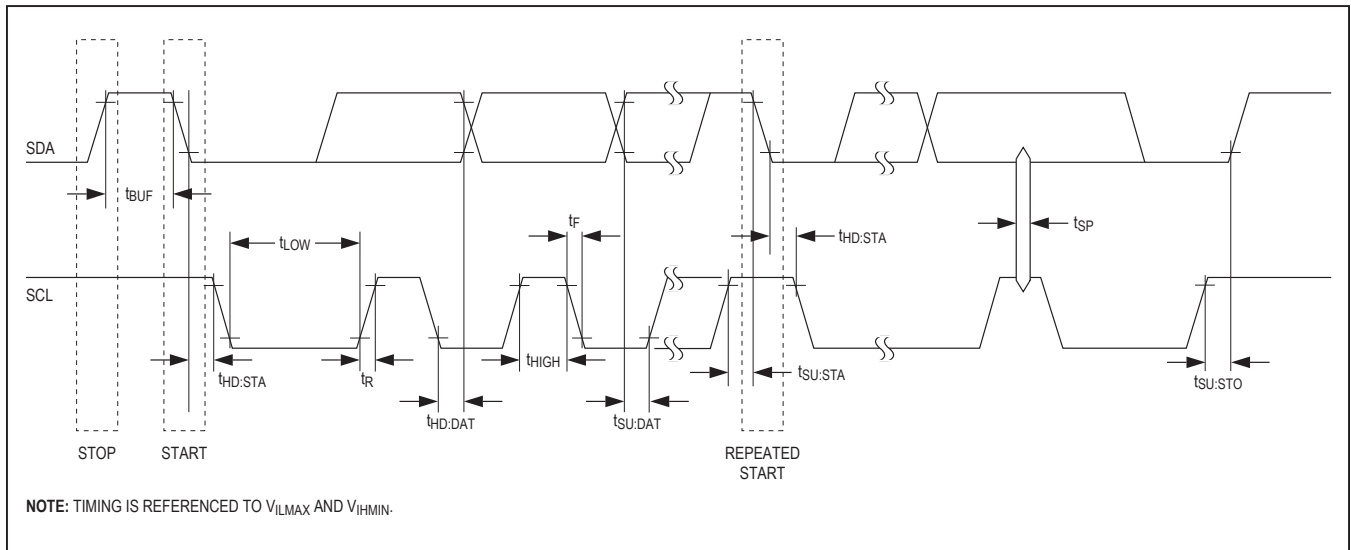 SDA
tBUF
tF
tLOW
tHD:STA
tSP
SCL
tHD:STA
tR
tHD:DAT
tHIGH
tSU:DAT
tSU:STA
tSU:STO
STOP
START
REPEATED
START
NOTE: TIMING IS REFERENCED TO VILMAX AND VIHMIN.